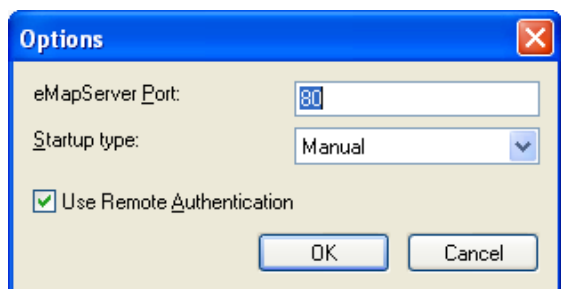 Options
eMapServer Port: 80
Startup type: Manual
Use Remote Authentication
OK Cancel